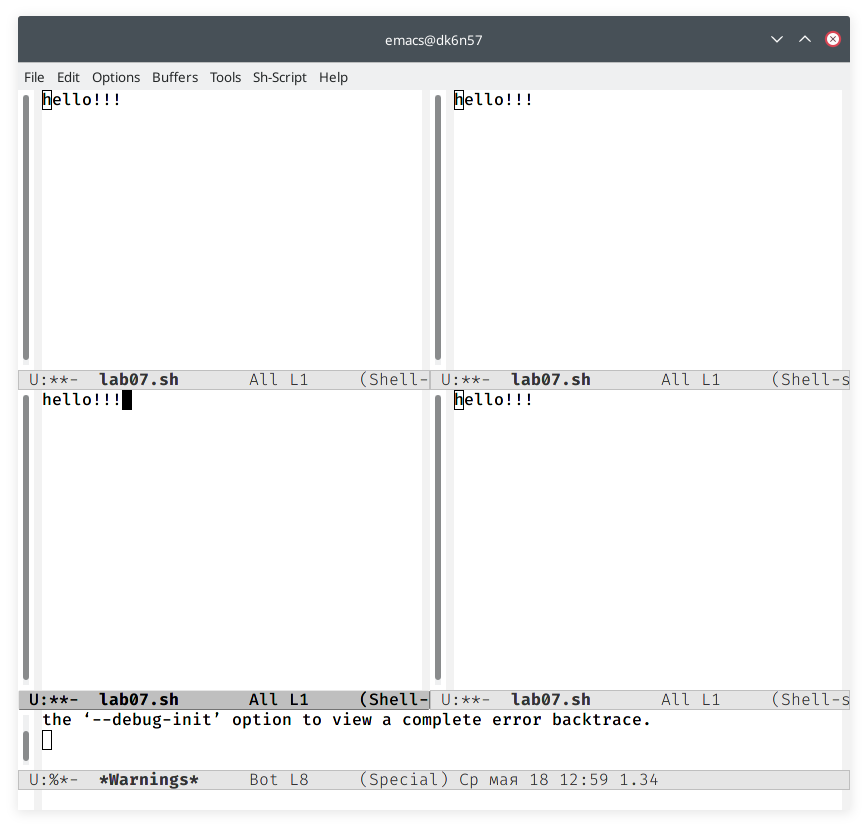 emacs@dk6n57
File Edit Options Buffers Tools Sh-Script Help
hello!!!
hello!!!
U:**- lab07.sh All L1 (Shell-
U:**- lab07.sh All L1 (Shell-s
hello!!!
hello!!!
U:**- lab07.sh All L1 (Shell-
U:**- lab07.sh All L1 (Shell-s
the ‘--debug-init’ option to view a complete error backtrace.
U:%*- *Warnings* Bot L8 (Special) Ср мая 18 12:59 1.34